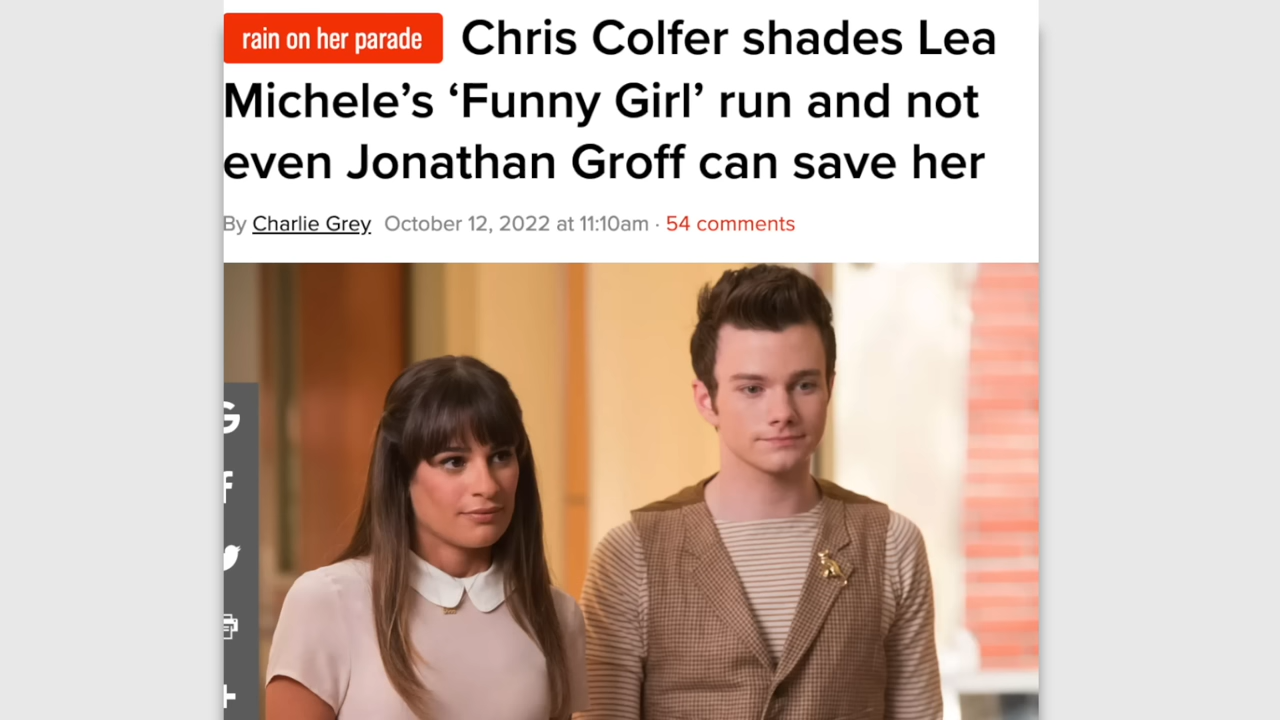 rain on her parade Chris Colfer shades Lea
Michele’s ‘Funny Girl’ run and not
even Jonathan Groff can save her
By Charlie Grey October 12, 2022 at 11:10am · 54 comments